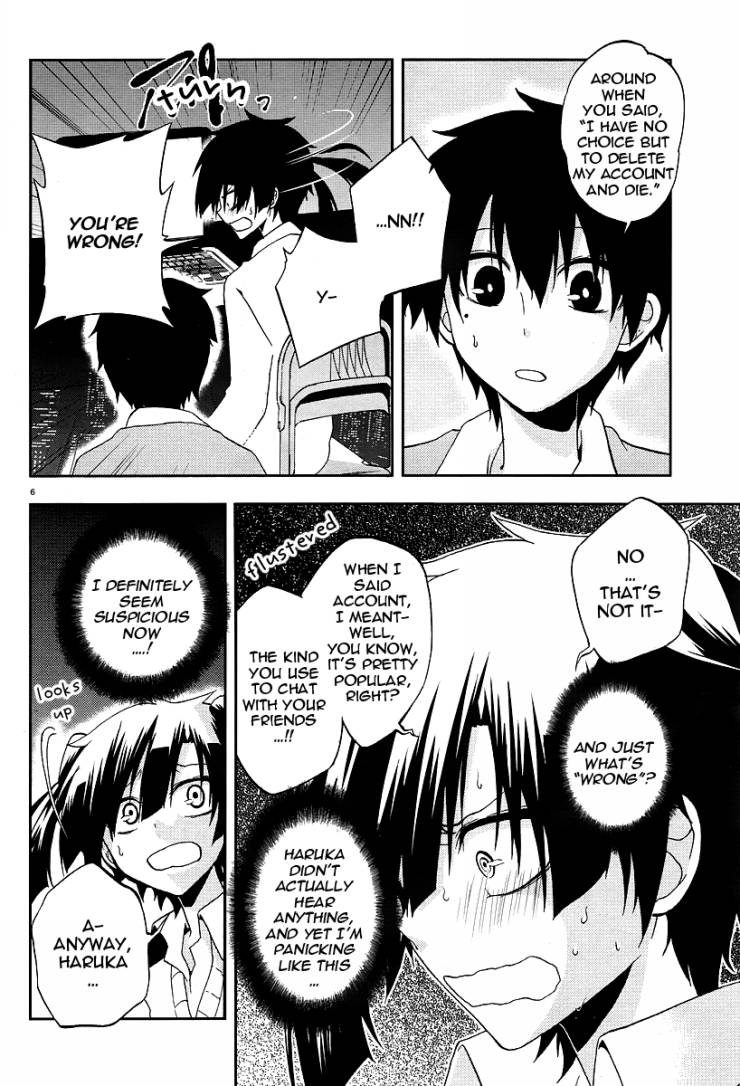 AROUND
WHEN
YOU SAID,
"I HAVE NO
CHOICE BUT
TO DELETE
MY ACCOUNT
AND DIE."
...NN!!
Y-
turn
YOU'RE
WRONG!
6
NO
...
THAT'S
NOT IT-
AND JUST
WHAT'S
"WRONG"?
flustered
WHEN I
SAID
ACCOUNT,
I MEANT-
WELL,
YOU KNOW,
IT'S PRETTY
POPULAR,
RIGHT?
THE KIND
YOU USE
TO CHAT
WITH YOUR
FRIENDS
...!!
HARUKA
DIDN'T
ACTUALLY
HEAR
ANYTHING,
AND YET I'M
PANICKING
LIKE THIS
...
I DEFINITELY
SEEM
SUSPICIOUS
NOW
....!
looks
up
A-
ANYWAY,
HARUKA
...